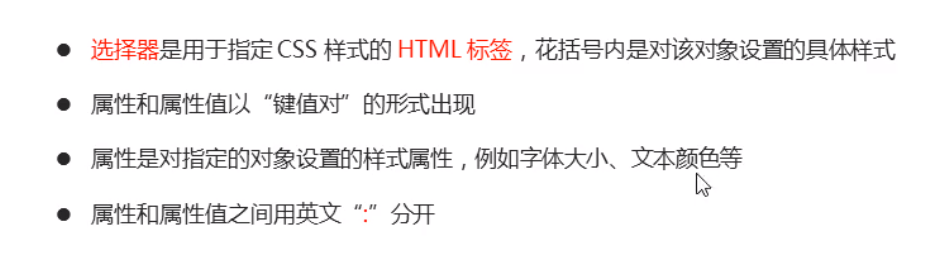 ● 选择器是用于指定 CSS 样式的 HTML 标签，花括号内是对该对象设置的具体样式
● 属性和属性值以“键值对”的形式出现
● 属性是对指定的对象设置的样式属性，例如字体大小、文本颜色等
● 属性和属性值之间用英文“:”分开